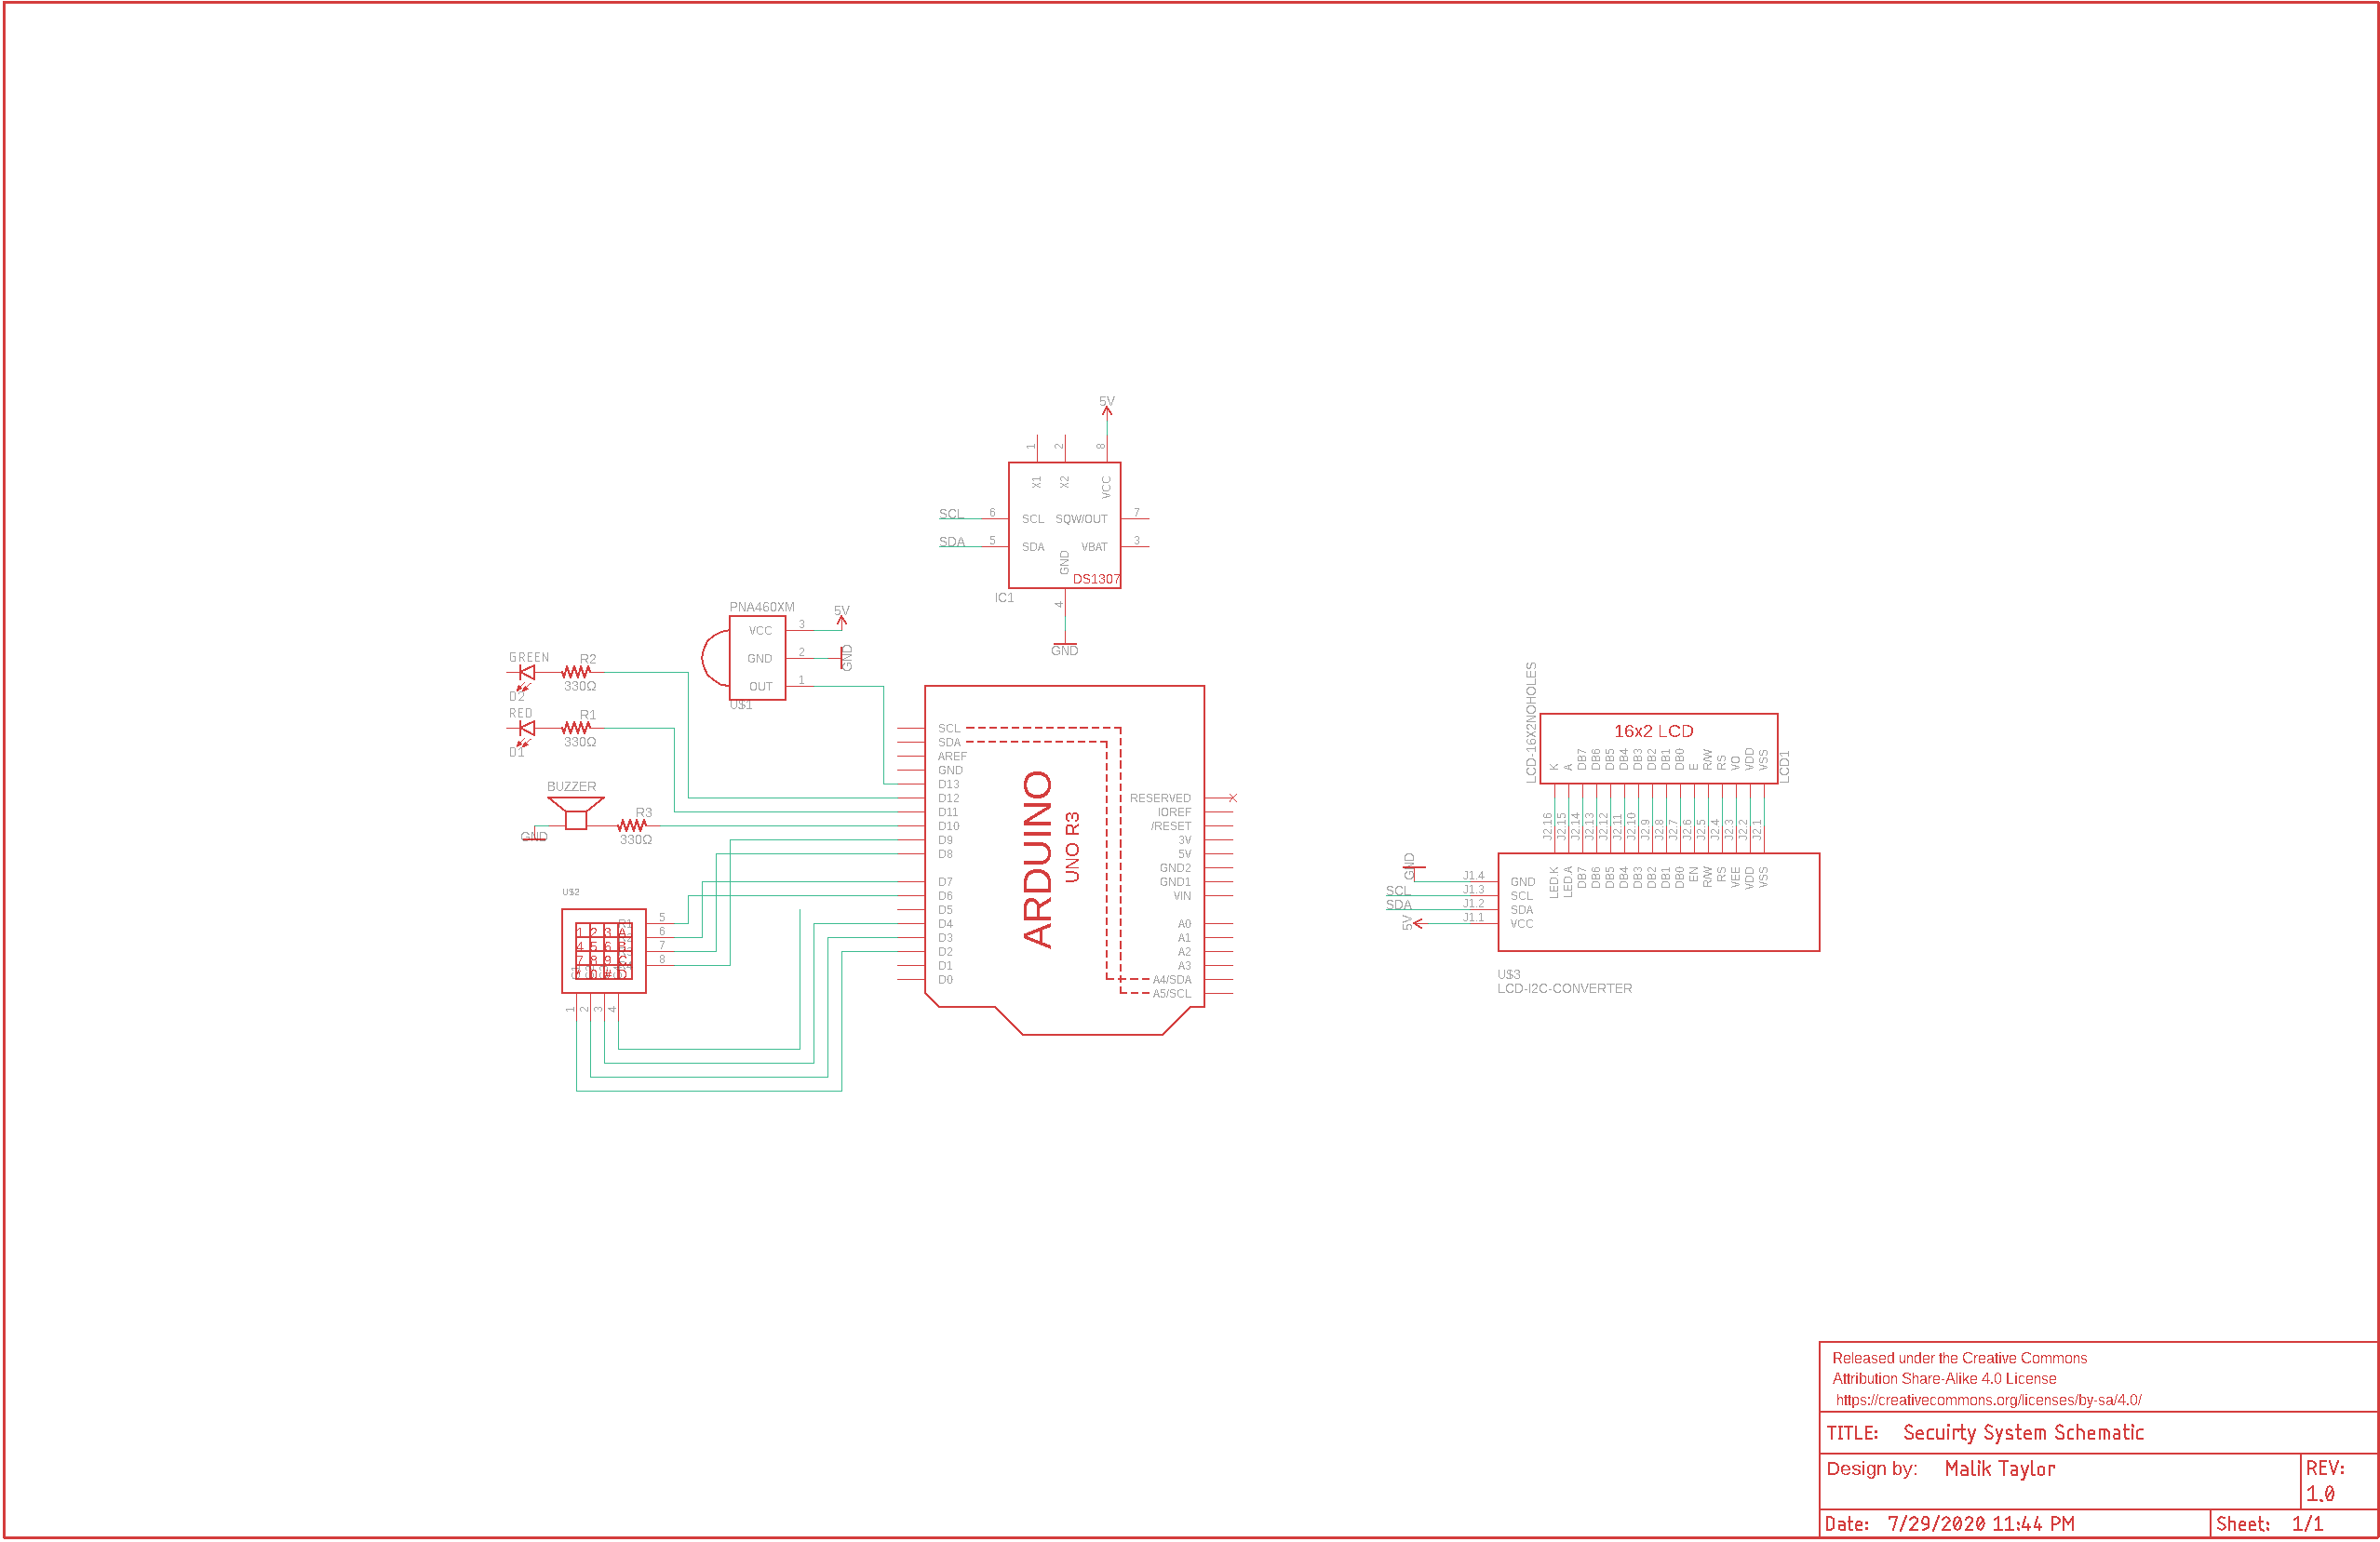 5V
1
2
8
X1
X2
VCC
SCL
6
SCL
SQW/OUT
7
SDA
5
SDA
VBAT
3
GND
DS1307
IC1
4
GND
PNA460XM
5V
VCC
3
GND
2
GND
OUT
1
U$1
GREEN
R2
330Ω
D2
RED
R1
330Ω
D1
BUZZER
R3
GND
330Ω
U$2
5
6
7
8
1 2 3 A
4 5 6 B
7 8 9 C
* 0 # D
1
2
3
4
SCL
SDA
AREF
GND
D13
D12
D11
D10
D9
D8
D7
D6
D5
D4
D3
D2
D1
D0
ARDUINO
UNO R3
RESERVED
IOREF
/RESET
3V
5V
GND2
GND1
VIN
A0
A1
A2
A3
A4/SDA
A5/SCL
LCD-16X2NOHOLES
16x2 LCD
K
A
DB7
DB6
DB5
DB4
DB3
DB2
DB1
DB0
E
R/W
RS
VO
VDD
VSS
LCD1
J2.16
J2.15
J2.14
J2.13
J2.12
J2.11
J2.10
J2.9
J2.8
J2.7
J2.6
J2.5
J2.4
J2.3
J2.2
J2.1
LED.K
LED.A
DB7
DB6
DB5
DB4
DB3
DB2
DB1
DB0
EN
R/W
RS
VEE
VDD
VSS
GND
J1.4
GND
SCL
J1.3
SCL
SDA
J1.2
SDA
5V
J1.1
VCC
U$3
LCD-I2C-CONVERTER
Released under the Creative Commons
Attribution Share-Alike 4.0 License
https://creativecommons.org/licenses/by-sa/4.0/
TITLE: Secuirty System Schematic
Design by: Malik Taylor
REV:
1.0
Date: 7/29/2020 11:44 PM
Sheet: 1/1